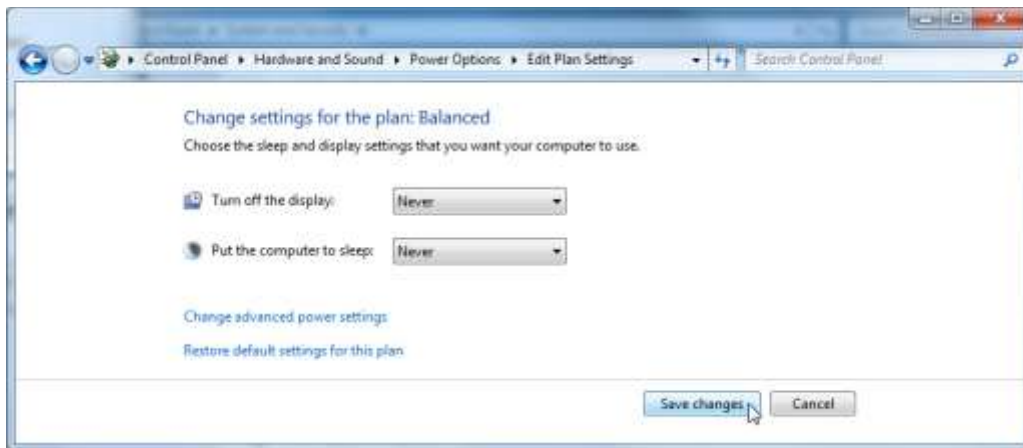 Control Panel Hardware and Sound Power Options Edit Plan Settings Search Control Panel
Change settings for the plan: Balanced
Choose the sleep and display settings that you want your computer to use.
Turn off the display: Never
Put the computer to sleep: Never
Change advanced power settings
Restore default settings for this plan
Save changes Cancel